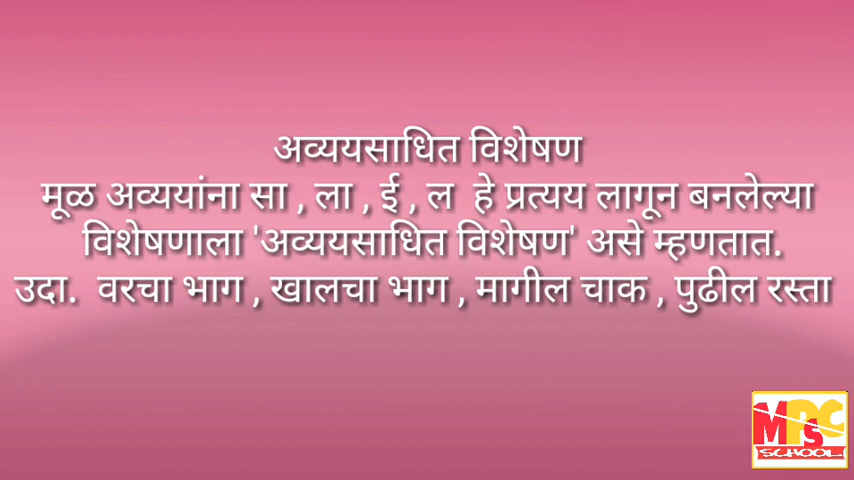 अव्ययसाधित विशेषण
मूळ अव्ययांना सा , ला , ई , ल हे प्रत्यय लागून बनलेल्या
विशेषणाला 'अव्ययसाधित विशेषण' असे म्हणतात.
उदा. वरचा भाग , खालचा भाग , मागील चाक , पुढील रस्ता
MPSC
SCHOOL